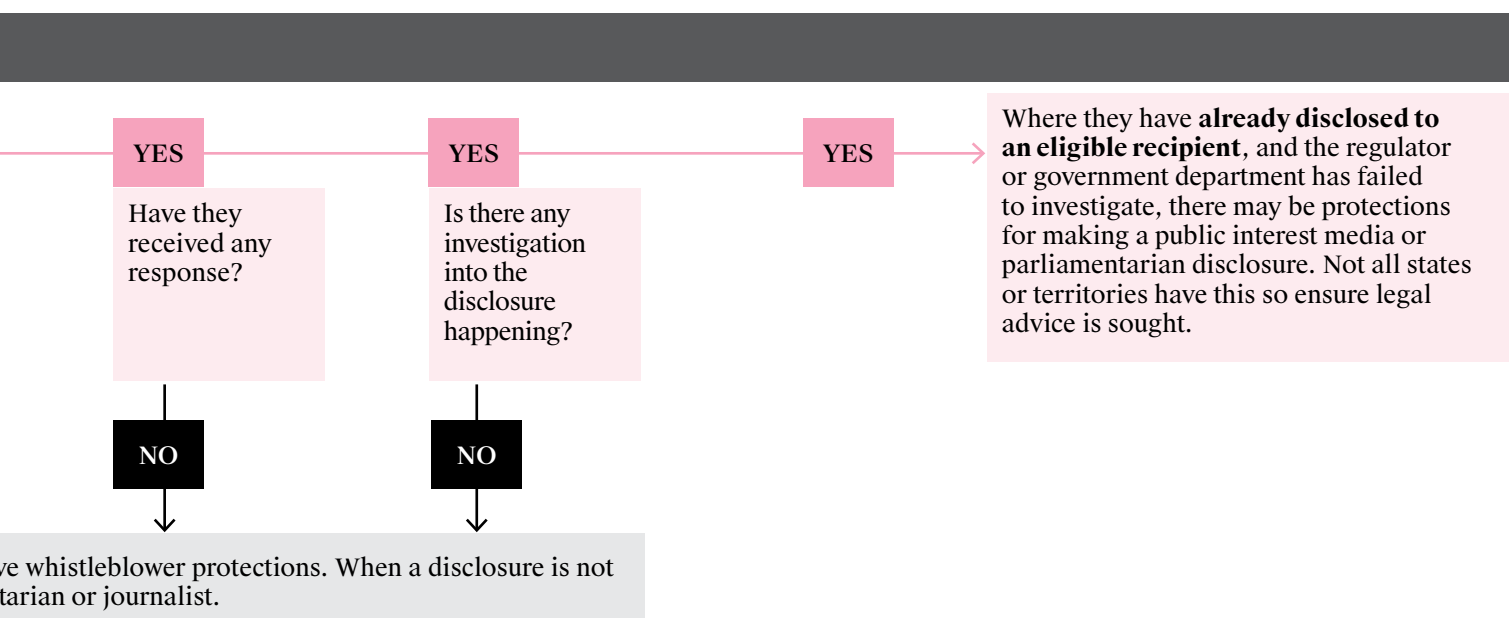 YES
Have they
received any
response?
NO
YES
Is there any
investigation
into the
disclosure
happening?
NO
YES
Where they have already disclosed to
an eligible recipient, and the regulator
or government department has failed
to investigate, there may be protections
for making a public interest media or
parliamentarian disclosure. Not all states
or territories have this so ensure legal
advice is sought.
whistleblower protections. When a disclosure is not
or journalist.